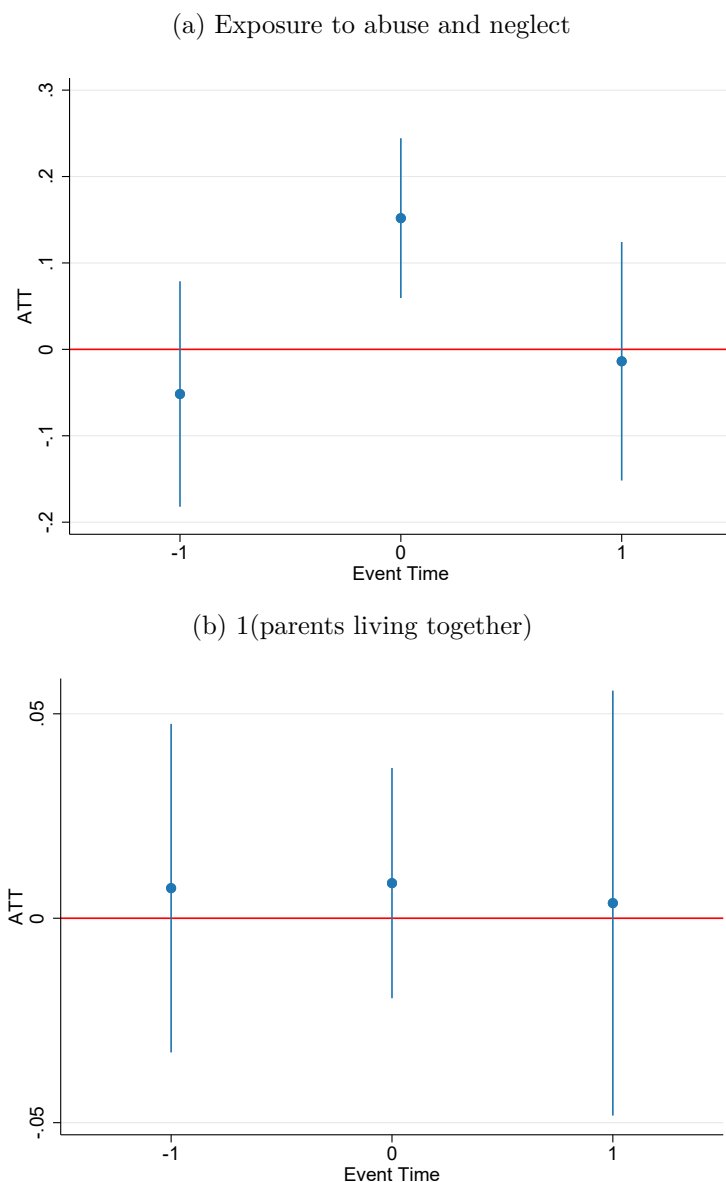 (a) Exposure to abuse and neglect
.3
.2
.1
0
-.1
-.2
ATT
-1 0 1
Event Time
(b) 1(parents living together)
.05
0
-.05
ATT
-1 0 1
Event Time